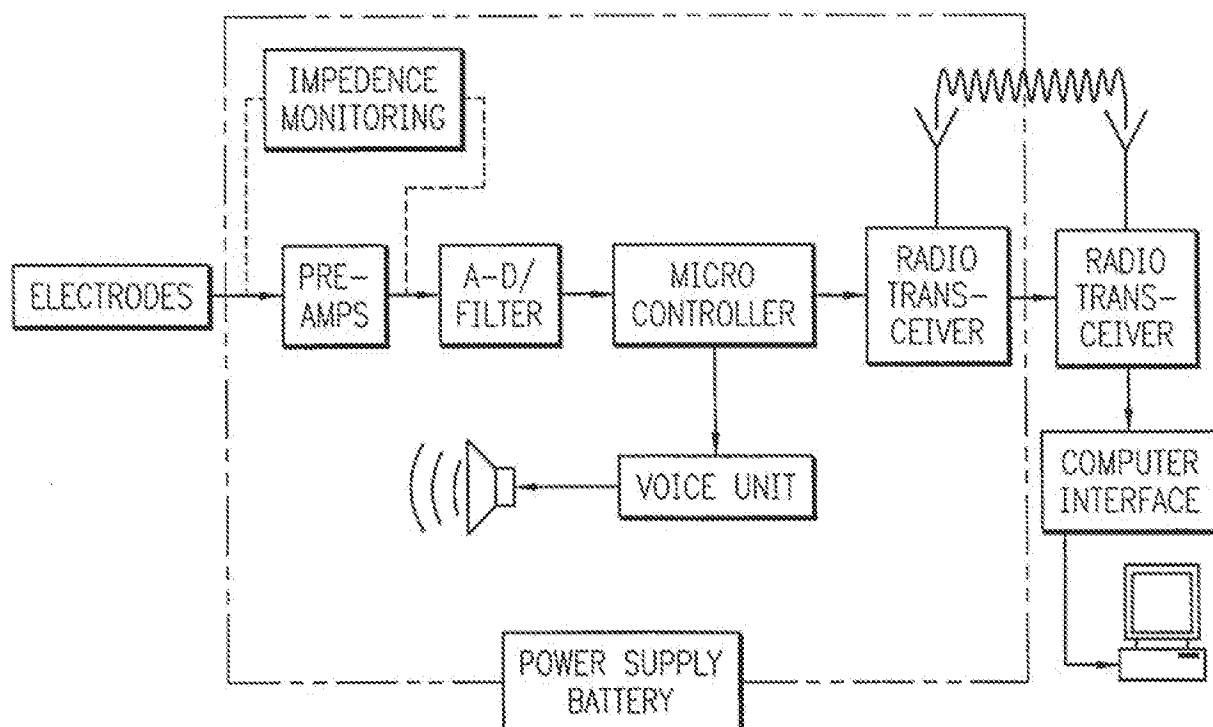 IMPEDENCE
MONITORING
ELECTRODES
PRE-
AMPS
A-D/
FILTER
MICRO
CONTROLLER
RADIO
TRANS-
CEIVER
RADIO
TRANS-
CEIVER
VOICE UNIT
COMPUTER
INTERFACE
POWER SUPPLY
BATTERY